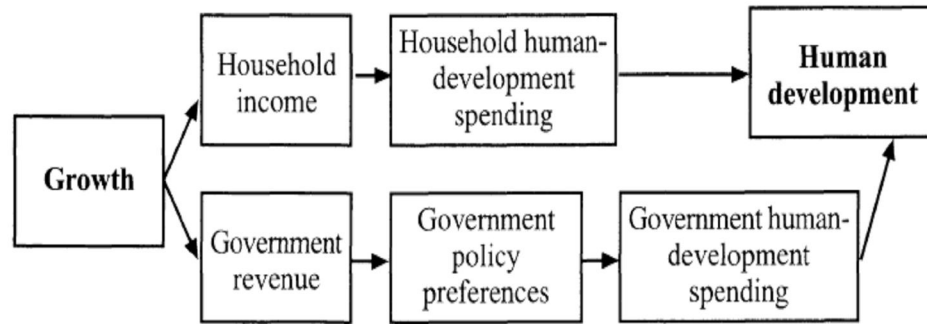 Growth
Household
income
Household human-
development
spending
Human
development
Government
revenue
Government
policy
preferences
Government human-
development
spending